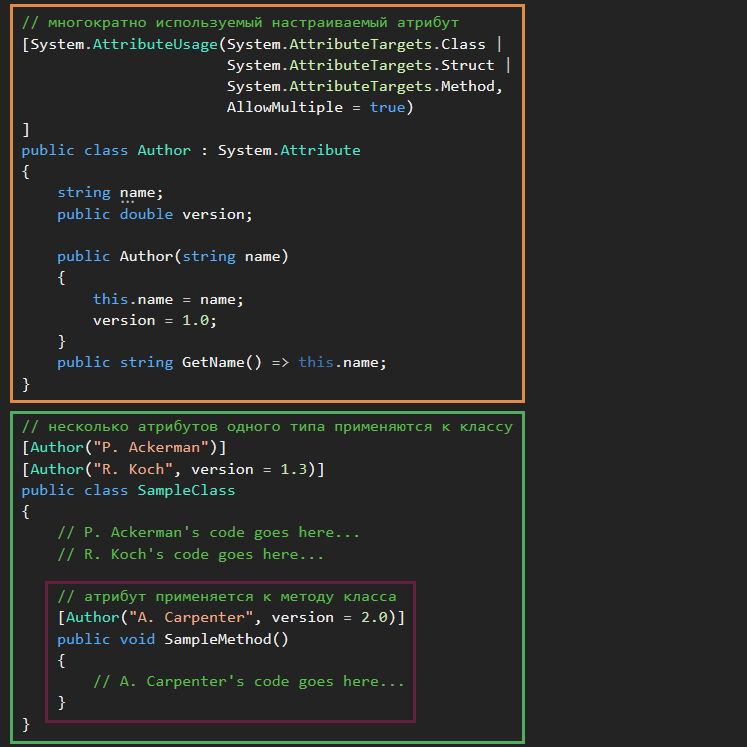 // многократно используемый настраиваемый атрибут
[System.AttributeUsage(System.AttributeTargets.Class |
                       System.AttributeTargets.Struct |
                       System.AttributeTargets.Method,
                       AllowMultiple = true)
]
public class Author : System.Attribute
{
    string name;
    public double version;

    public Author(string name)
    {
        this.name = name;
        version = 1.0;
    }
    public string GetName() => this.name;
}

// несколько атрибутов одного типа применяются к классу
[Author("P. Ackerman")]
[Author("R. Koch", version = 1.3)]
public class SampleClass
{
    // P. Ackerman's code goes here...
    // R. Koch's code goes here...

    // атрибут применяется к методу класса
    [Author("A. Carpenter", version = 2.0)]
    public void SampleMethod()
    {
        // A. Carpenter's code goes here...
    }
}